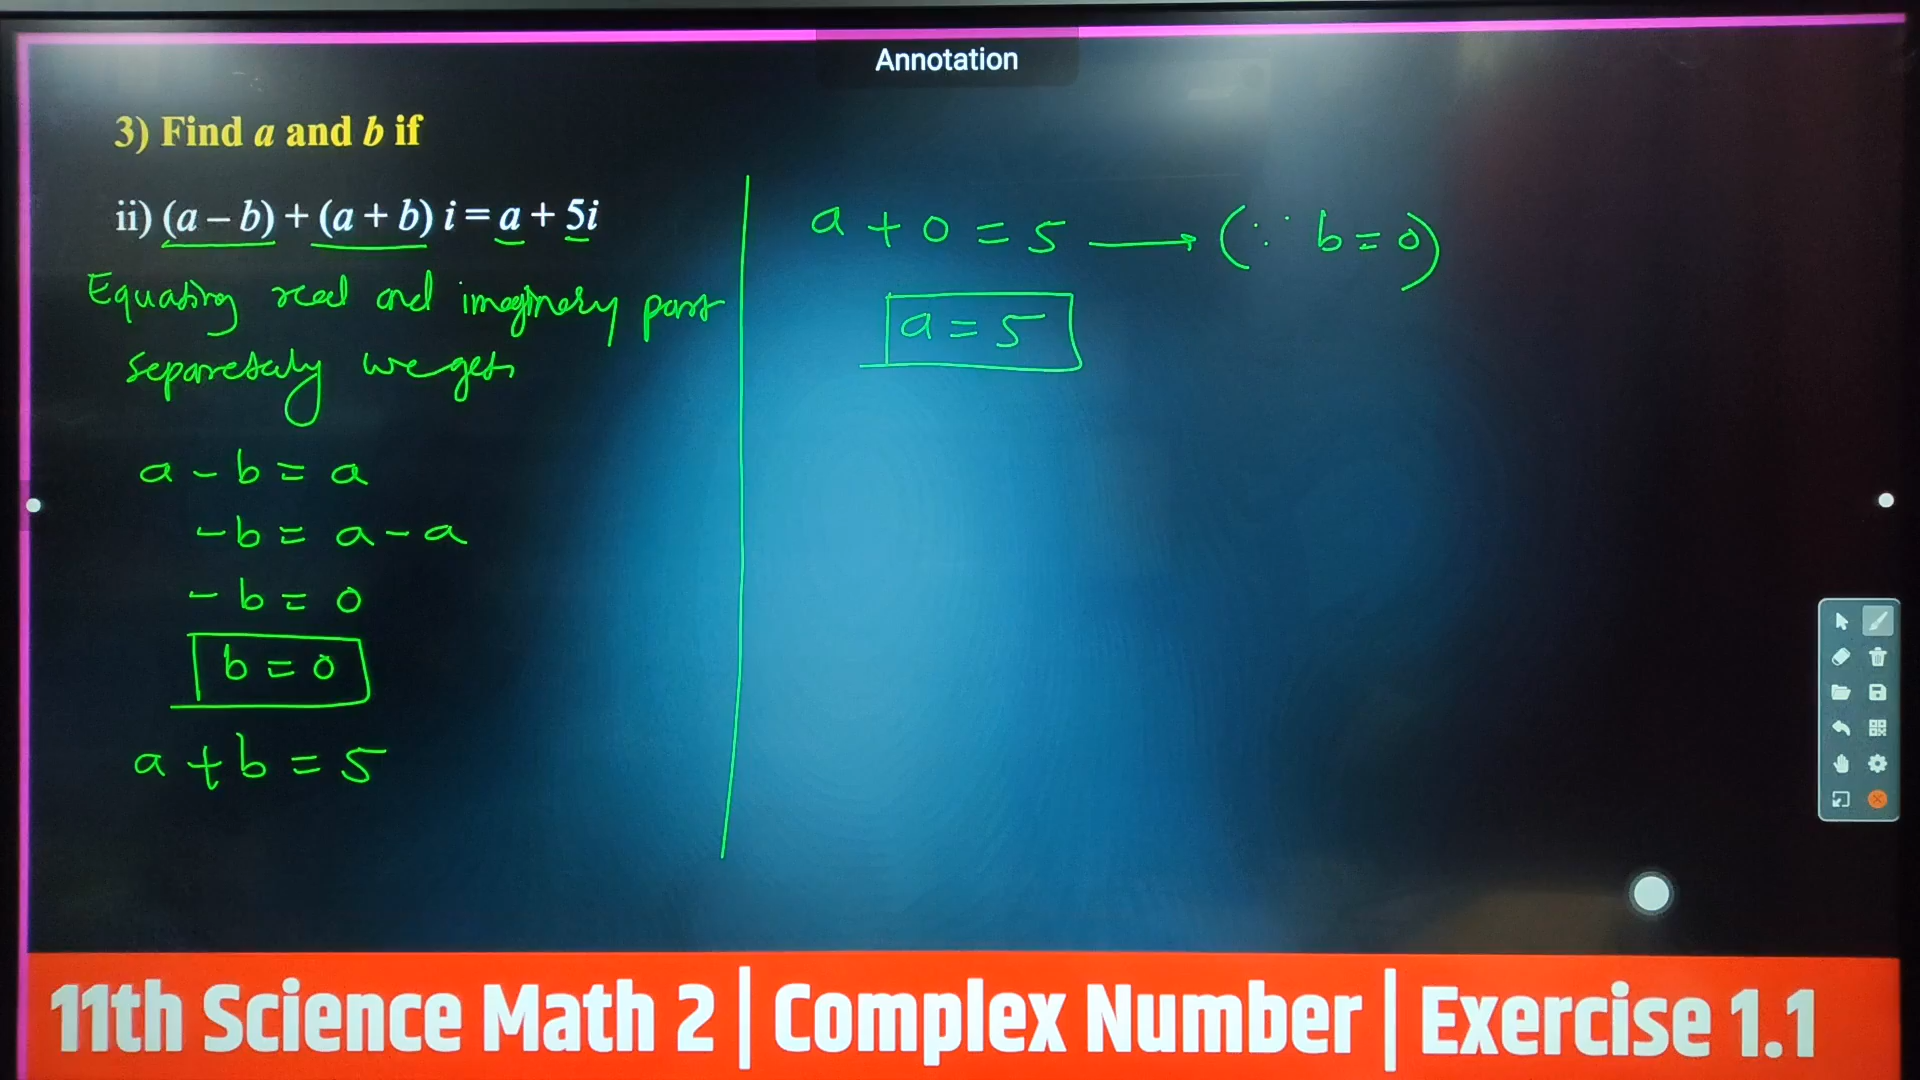 Annotation
3) Find a and b if
ii) (a – b) + (a + b) i = a + 5i
Equating real and imaginary part
separetely we get
a - b = a
-b = a - a
-b = 0
b = 0
a + b = 5
a + 0 = 5 ⟶ (∵ b = 0)
a = 5
11th Science Math 2 | Complex Number | Exercise 1.1